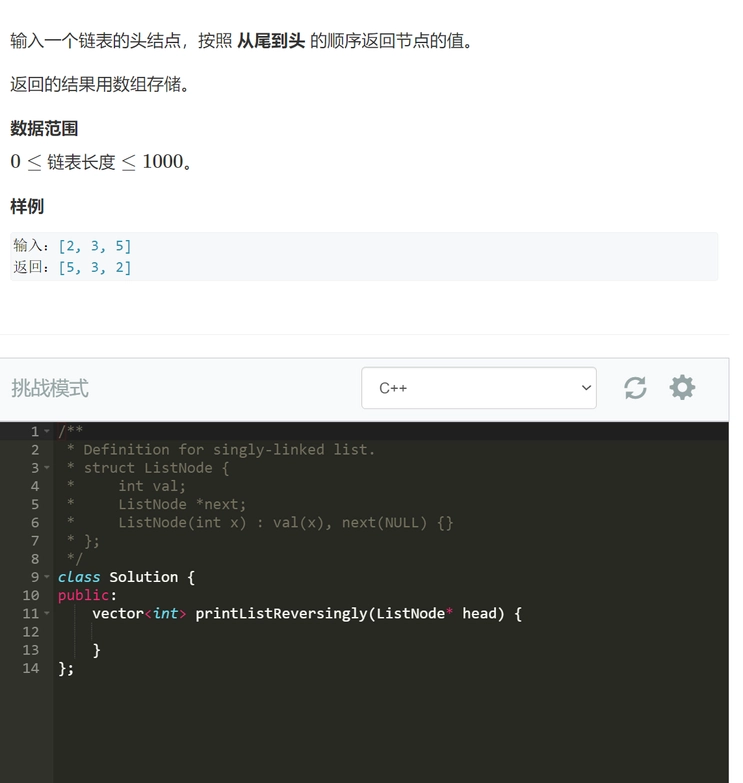 输入一个链表的头结点，按照 从尾到头 的顺序返回节点的值。
返回的结果用数组存储。
数据范围
0 ≤ 链表长度 ≤ 1000。
样例
输入：[2, 3, 5]
返回：[5, 3, 2]
挑战模式
C++
1 /**
2  * Definition for singly-linked list.
3  * struct ListNode {
4  *     int val;
5  *     ListNode *next;
6  *     ListNode(int x) : val(x), next(NULL) {}
7  * };
8  */
9 class Solution {
10 public:
11     vector<int> printListReversingly(ListNode* head) {
12
13     }
14 };